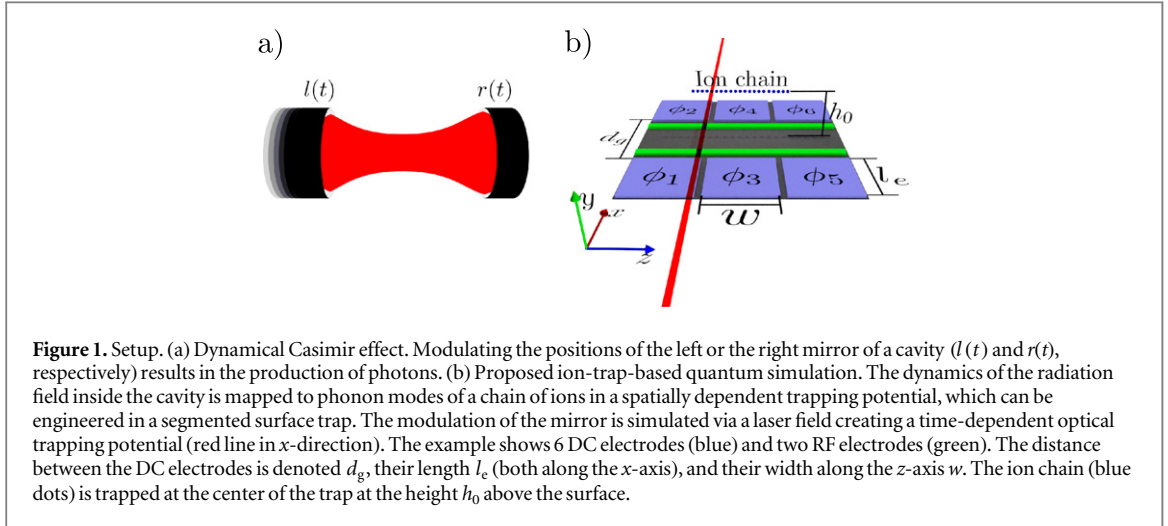 a)
b)
l(t)
r(t)
Ion chain
ϕ2 ϕ4 ϕ6
h0
dg
ϕ1 ϕ3 ϕ5
le
w
y
x
z
Figure 1. Setup. (a) Dynamical Casimir effect. Modulating the positions of the left or the right mirror of a cavity (l(t) and r(t),
respectively) results in the production of photons. (b) Proposed ion-trap-based quantum simulation. The dynamics of the radiation
field inside the cavity is mapped to phonon modes of a chain of ions in a spatially dependent trapping potential, which can be
engineered in a segmented surface trap. The modulation of the mirror is simulated via a laser field creating a time-dependent optical
trapping potential (red line in x-direction). The example shows 6 DC electrodes (blue) and two RF electrodes (green). The distance
between the DC electrodes is denoted dg, their length le (both along the x-axis), and their width along the z-axis w. The ion chain (blue
dots) is trapped at the center of the trap at the height h0 above the surface.